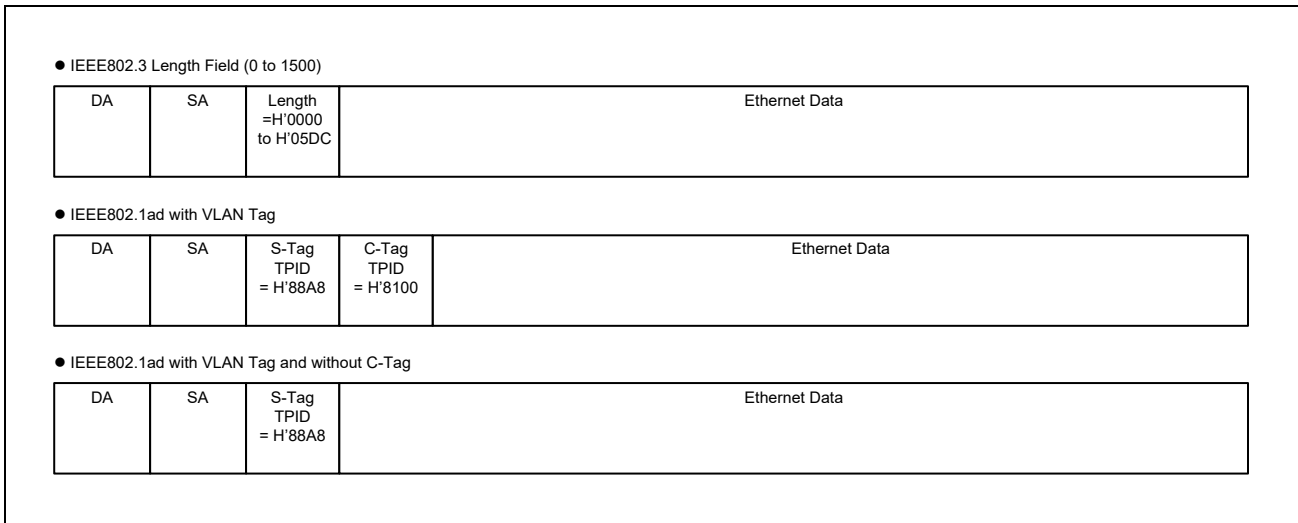 ● IEEE802.3 Length Field (0 to 1500)
DA SA Length Ethernet Data
=H'0000
to H'05DC
● IEEE802.1ad with VLAN Tag
DA SA S-Tag C-Tag Ethernet Data
TPID TPID
= H'88A8 = H'8100
● IEEE802.1ad with VLAN Tag and without C-Tag
DA SA S-Tag Ethernet Data
TPID
= H'88A8